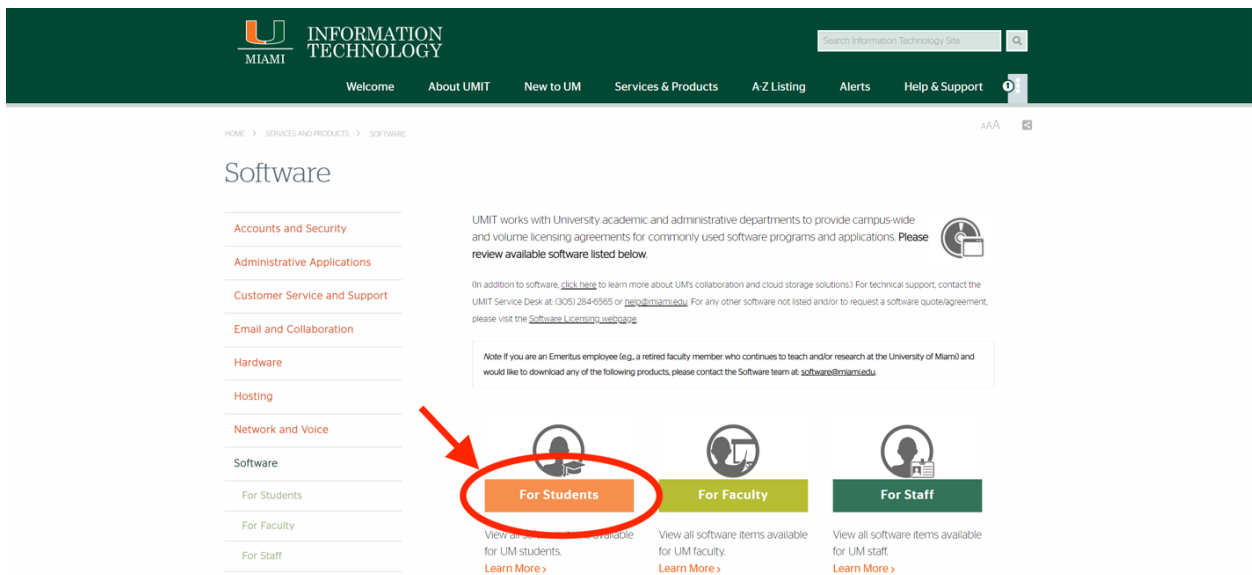 MIAMI
INFORMATION
TECHNOLOGY
Search Information Technology Site
Welcome About UMIT New to UM Services & Products A-Z Listing Alerts Help & Support 1
HOME > SERVICES AND PRODUCTS > SOFTWARE
AAA
Software
Accounts and Security
Administrative Applications
Customer Service and Support
Email and Collaboration
Hardware
Hosting
Network and Voice
Software
For Students
For Faculty
For Staff
UMIT works with University academic and administrative departments to provide campus-wide
and volume licensing agreements for commonly used software programs and applications. Please
review available software listed below.
(In addition to software, click here to learn more about UM's collaboration and cloud storage solutions.) For technical support, contact the
UMIT Service Desk at: (305) 284-6565 or help@miami.edu. For any other software not listed and/or to request a software quote/agreement,
please visit the Software Licensing webpage.
Note: If you are an Emeritus employee (e.g., a retired faculty member who continues to teach and/or research at the University of Miami) and
would like to download any of the following products, please contact the Software team at: software@miami.edu.
For Students
View all software items available
for UM students.
Learn More >
For Faculty
View all software items available
for UM faculty.
Learn More >
For Staff
View all software items available
for UM staff.
Learn More >